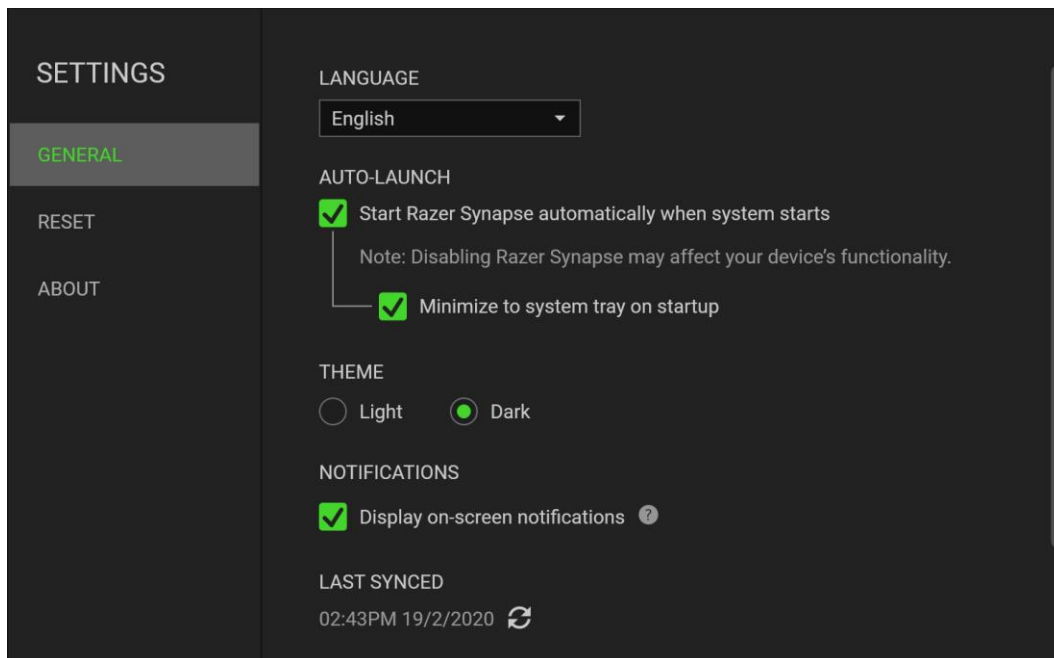 SETTINGS
GENERAL
RESET
ABOUT
LANGUAGE
English
AUTO-LAUNCH
Start Razer Synapse automatically when system starts
Note: Disabling Razer Synapse may affect your device’s functionality.
Minimize to system tray on startup
THEME
Light Dark
NOTIFICATIONS
Display on-screen notifications ?
LAST SYNCED
02:43PM 19/2/2020